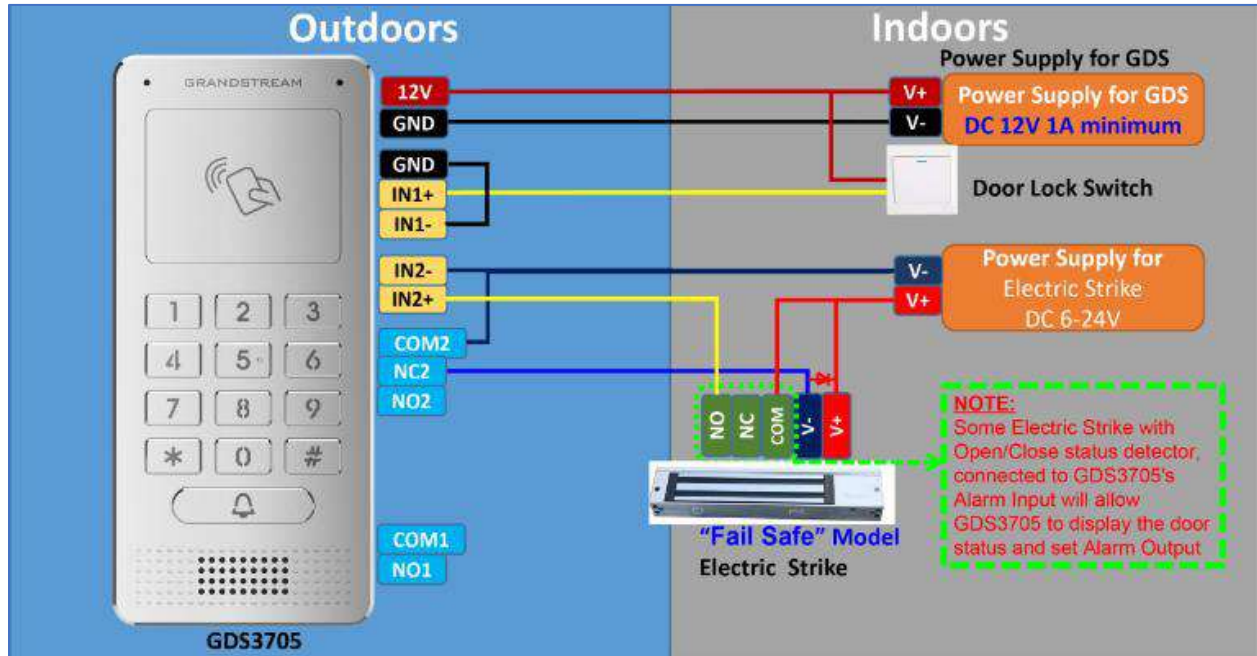 Outdoors
Indoors
Power Supply for GDS
GRANDSTREAM
12V
GND
V+
V-
Power Supply for GDS
DC 12V 1A minimum
GND
IN1+
IN1-
Door Lock Switch
IN2-
IN2+
V-
V+
Power Supply for
Electric Strike
DC 6-24V
COM2
NC2
NO2
1 2 3
4 5 6
7 8 9
* 0 #
NO
NC
COM
V-
V+
NOTE:
Some Electric Strike with
Open/Close status detector,
connected to GDS3705's
Alarm Input will allow
GDS3705 to display the door
status and set Alarm Output
"Fail Safe" Model
Electric Strike
COM1
NO1
GDS3705